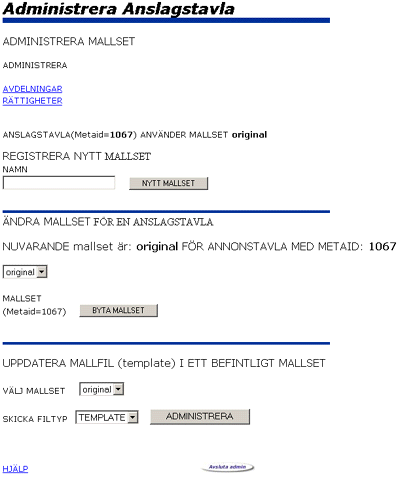 Administrera Anslagstavla
ADMINISTRERA MALLSET
ADMINISTRERA
AVDELNINGAR
RÄTTIGHETER
ANSLAGSTAVLA(Metaid=1067) ANVÄNDER MALLSET original
REGISTRERA NYTT MALLSET
NAMN
NYTT MALLSET
ÄNDRA MALLSET FÖR EN ANSLAGSTAVLA
NUVARANDE mallset är: original FÖR ANNONSTAVLA MED METAID: 1067
original
MALLSET
(Metaid=1067) BYTA MALLSET
UPPDATERA MALLFIL (template) I ETT BEFINTLIGT MALLSET
VÄLJ MALLSET original
SKICKA FILTYP TEMPLATE ADMINISTRERA
HJÄLP Avsluta admin